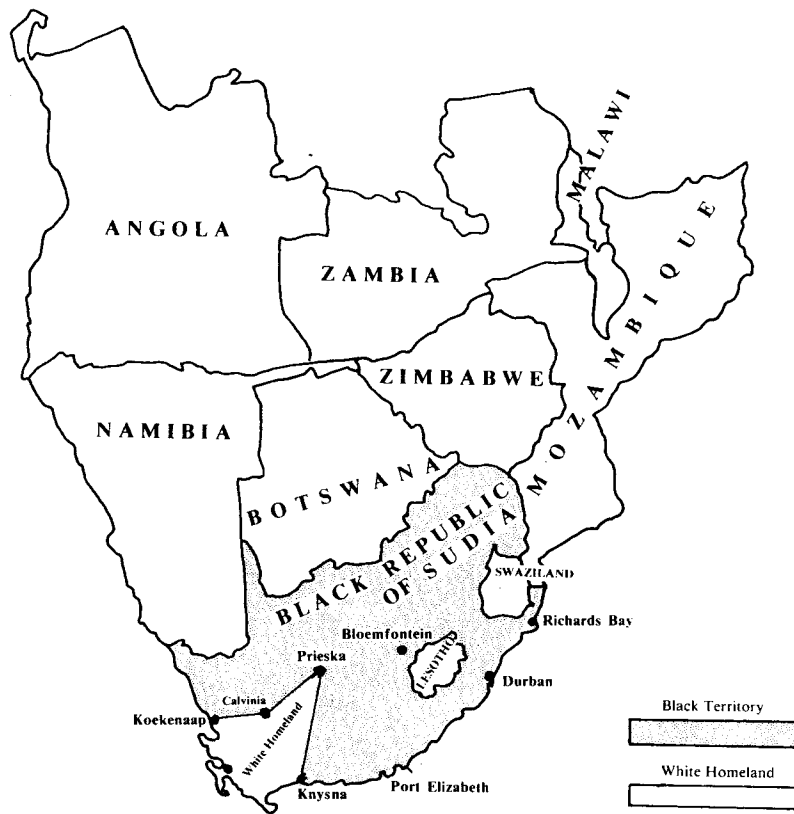 MALAWI
ANGOLA
ZAMBIA
MOZAMBIQUE
ZIMBABWE
NAMIBIA
BOTSWANA
BLACK REPUBLIC
OF SUDIA
SWAZILAND
Richards Bay
Bloemfontein
LESOTHO
Prieska
Durban
Calvinia
Koekenaap
White Homeland
Knysna
Port Elizabeth
Black Territory
White Homeland